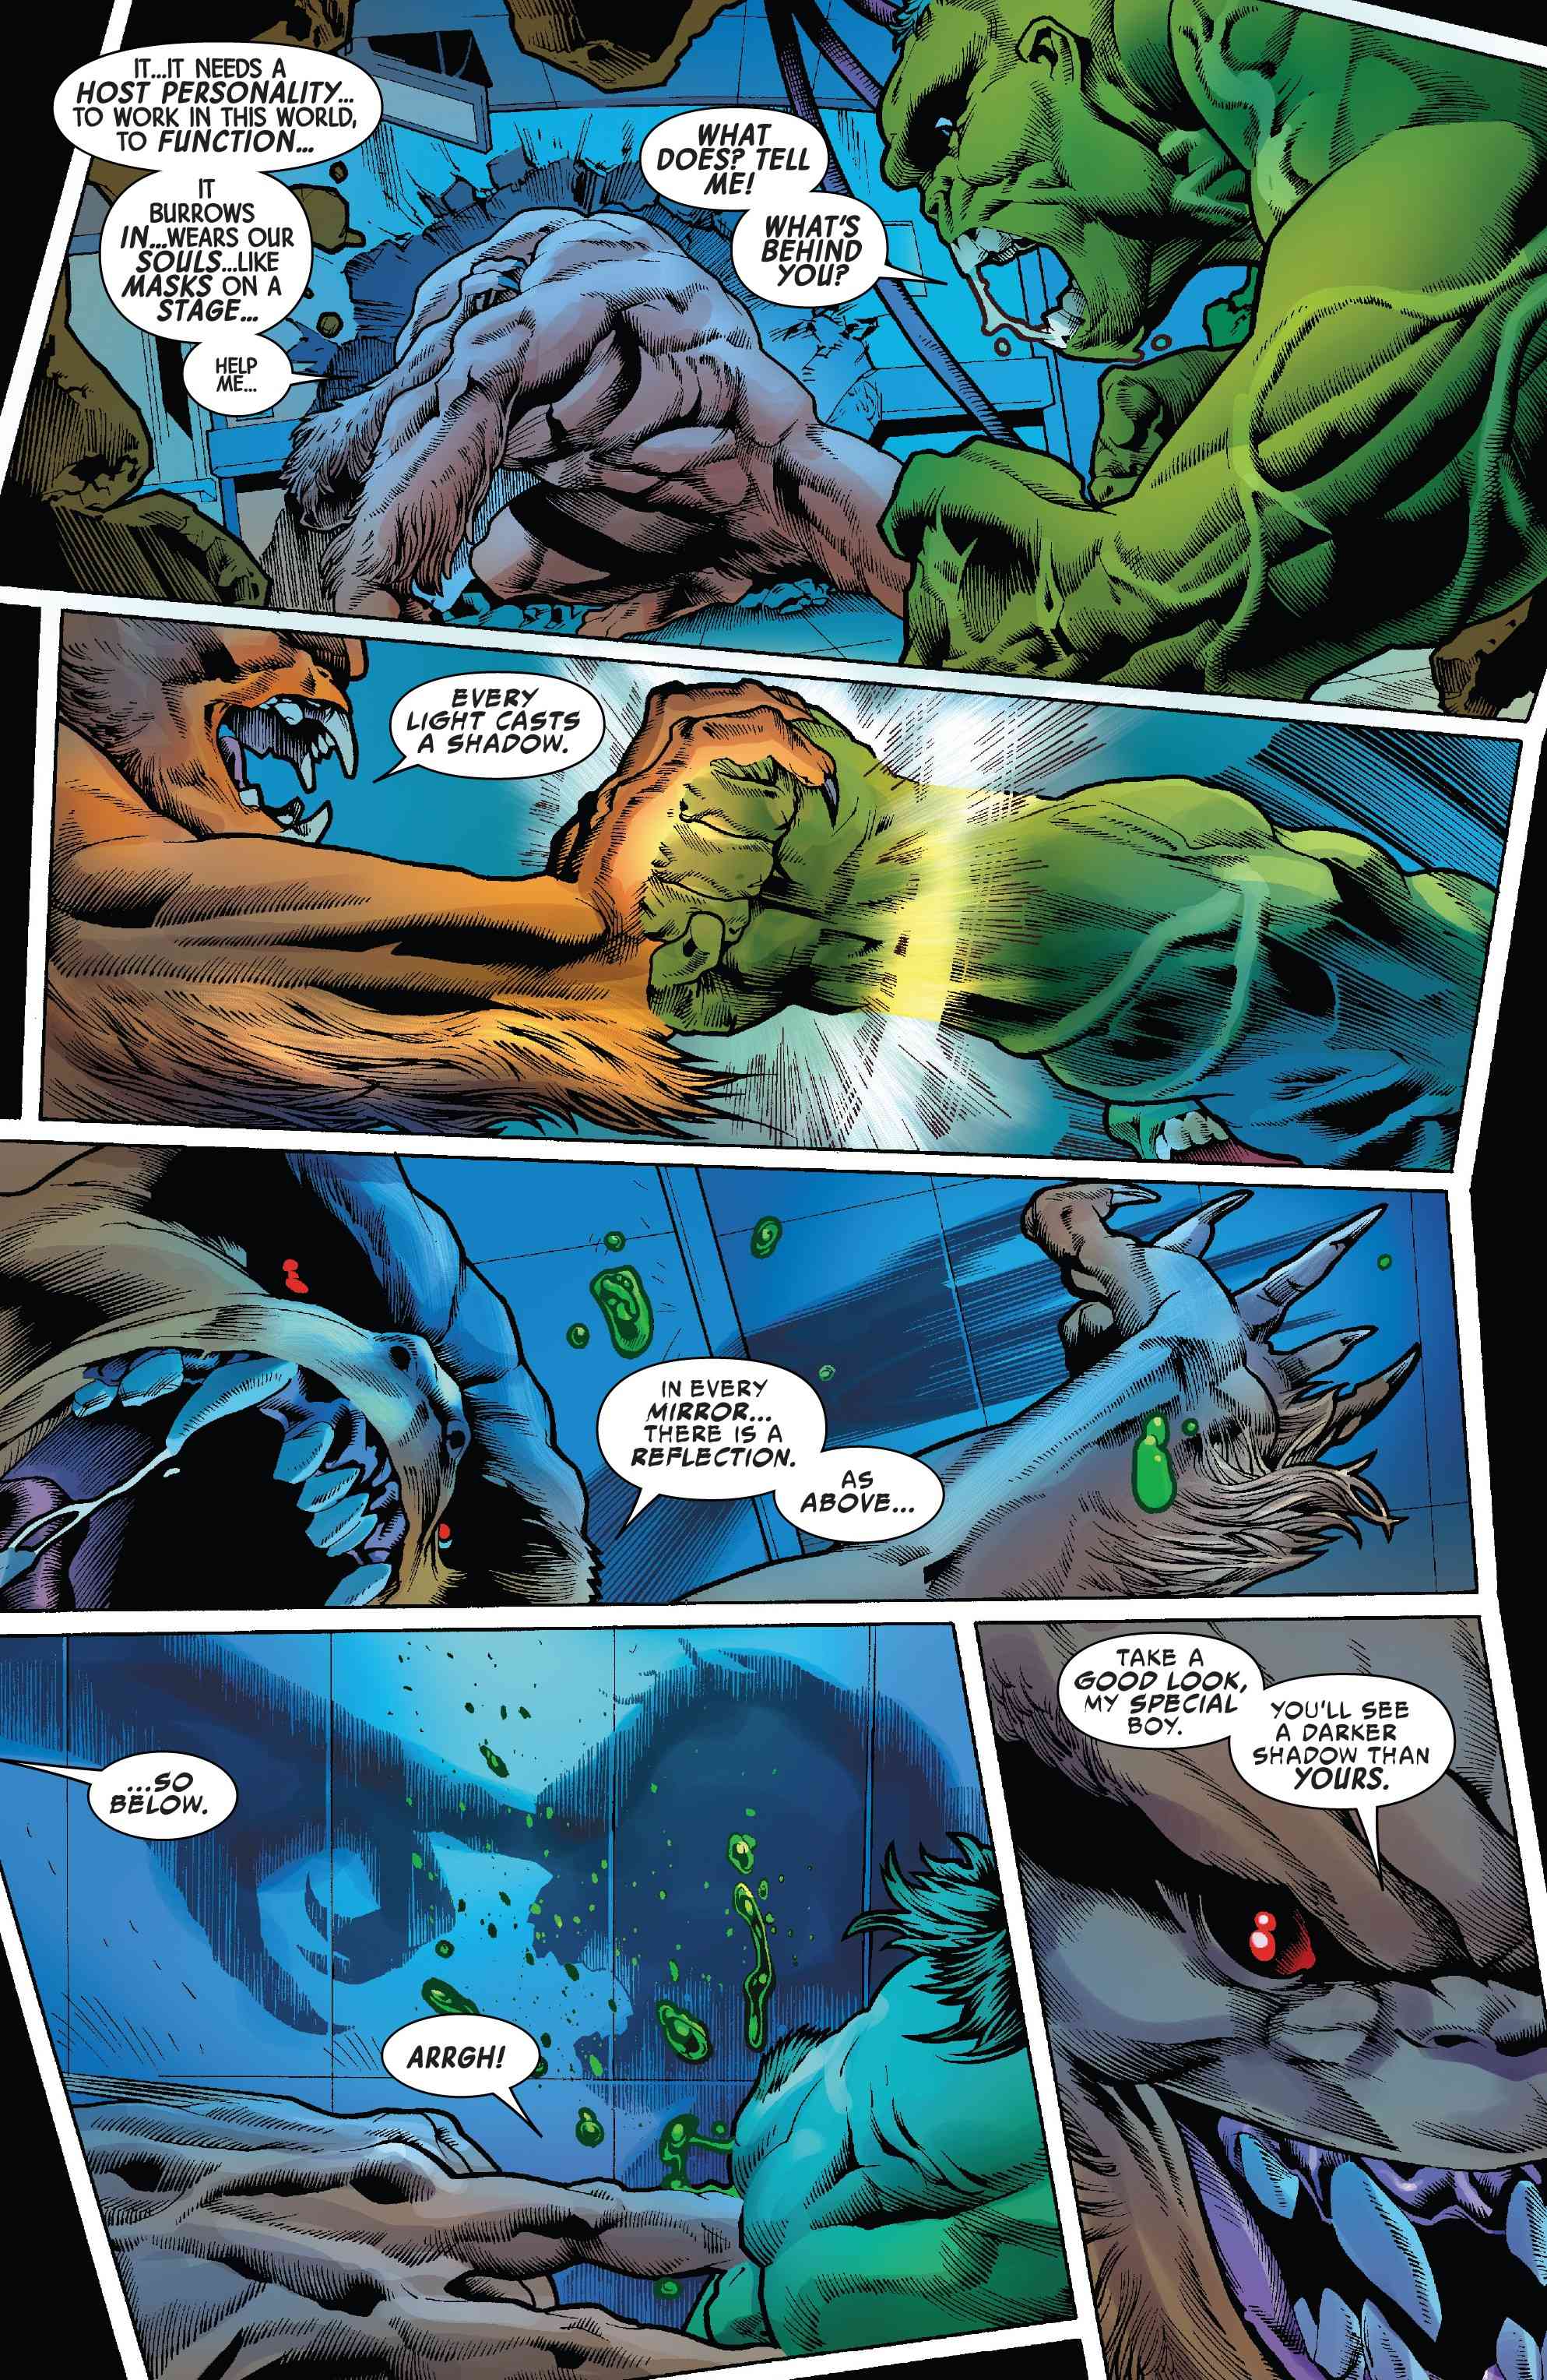 IT...IT NEEDS A
HOST PERSONALITY...
TO WORK IN THIS WORLD,
TO FUNCTION...
IT
BURROWS
IN...WEARS OUR
SOULS...LIKE
MASKS ON A
STAGE...
HELP
ME...
WHAT
DOES? TELL
ME!
WHAT'S
BEHIND
YOU?
EVERY
LIGHT CASTS
A SHADOW.
IN EVERY
MIRROR...
THERE IS A
REFLECTION.
AS
ABOVE...
...SO
BELOW.
ARRGH!
TAKE A
GOOD LOOK,
MY SPECIAL
BOY.
YOU'LL SEE
A DARKER
SHADOW THAN
YOURS.